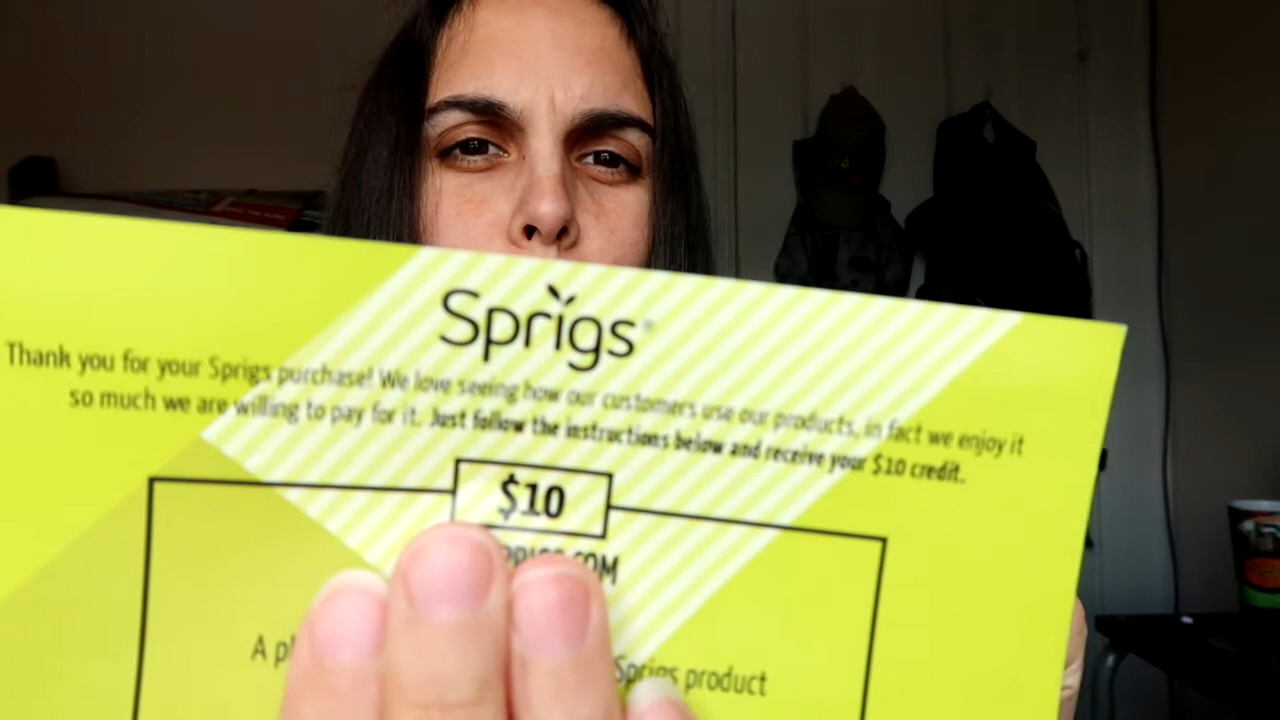 Sprigs
Thank you for your Sprigs purchase! We love seeing how our customers use our products, in fact we enjoy it
so much we are willing to pay for it. Just follow the instructions below and receive your $10 credit.
$10
A
Sprigs product